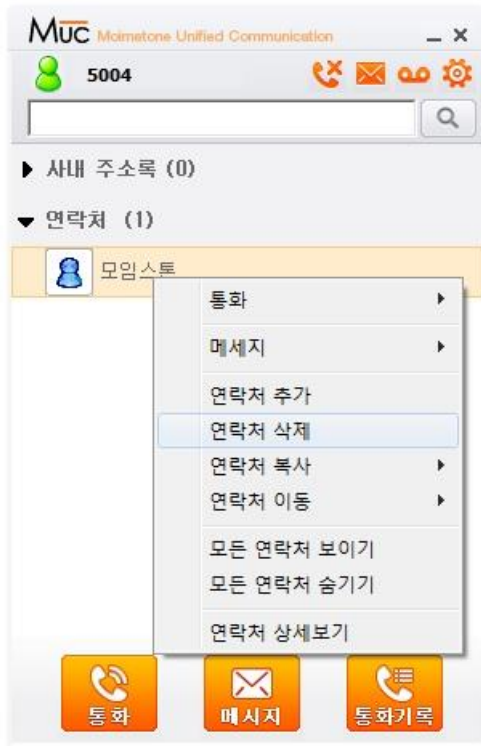 MUC Moimstone Unified Communication
5004
사내 주소록 (0)
연락처 (1)
모임스톤
통화
메세지
연락처 추가
연락처 삭제
연락처 복사
연락처 이동
모든 연락처 보이기
모든 연락처 숨기기
연락처 상세보기
통화
메시지
통화기록